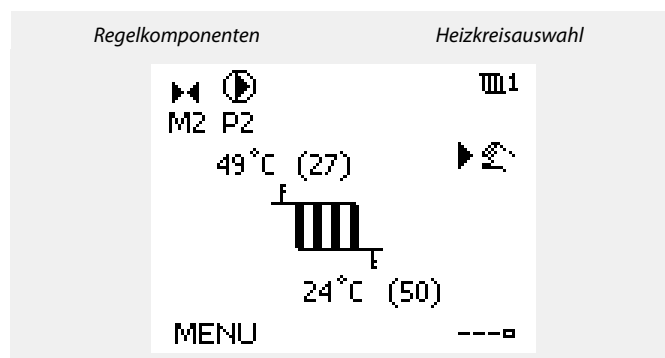 Regelkomponenten Heizkreisauswahl
1
M2 P2
49°C (27)
24°C (50)
MENU